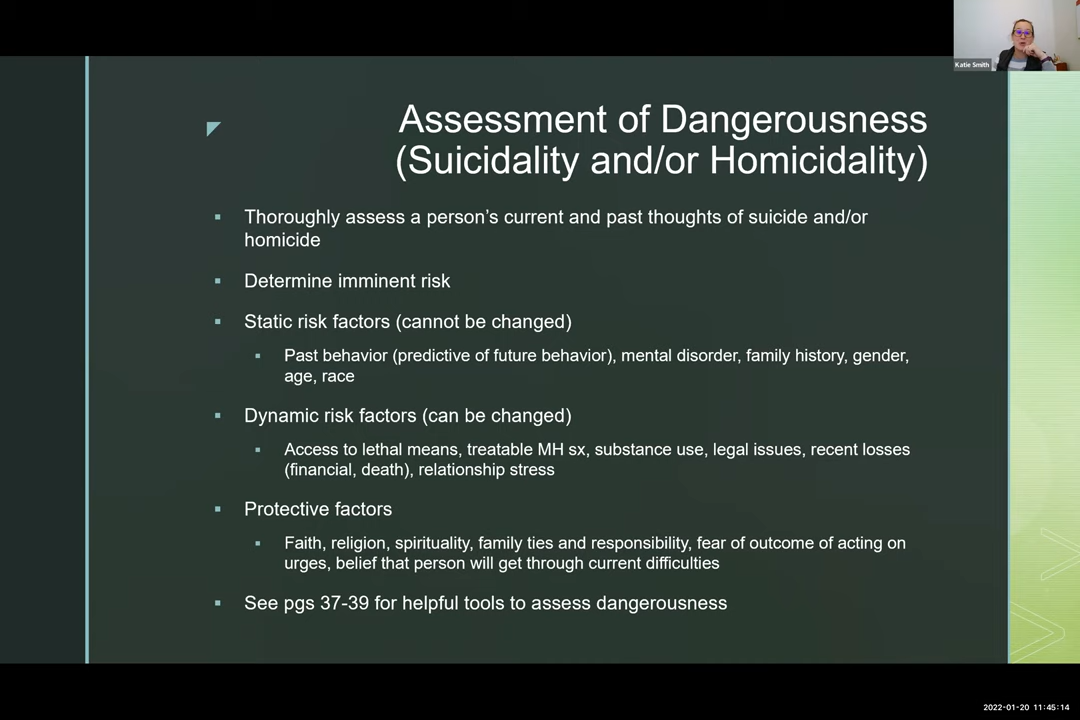 Katie Smith
Assessment of Dangerousness
(Suicidality and/or Homicidality)
Thoroughly assess a person's current and past thoughts of suicide and/or
homicide
Determine imminent risk
Static risk factors (cannot be changed)
Past behavior (predictive of future behavior), mental disorder, family history, gender,
age, race
Dynamic risk factors (can be changed)
Access to lethal means, treatable MH sx, substance use, legal issues, recent losses
(financial, death), relationship stress
Protective factors
Faith, religion, spirituality, family ties and responsibility, fear of outcome of acting on
urges, belief that person will get through current difficulties
See pgs 37-39 for helpful tools to assess dangerousness
2022-01-20 11:45:14